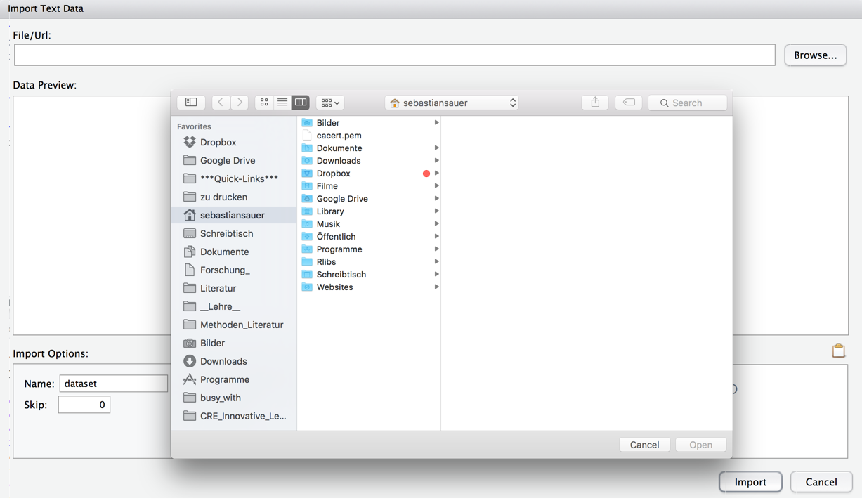 Import Text Data
File/Url:
Browse...
Data Preview:
sebastiansauer
Search
Favorites
Dropbox
Google Drive
***Quick-Links***
zu drucken
sebastiansauer
Schreibtisch
Dokumente
Forschung_
Literatur
__Lehre__
Methoden_Literatur
Bilder
Downloads
Programme
busy_with
CRE_Innovative_Le...
Bilder
cacert.pem
Dokumente
Downloads
Dropbox
Filme
Google Drive
Library
Musik
Öffentlich
Programme
Rlibs
Schreibtisch
Websites
Cancel
Open
Import Options:
Name: dataset
Skip: 0
Import
Cancel